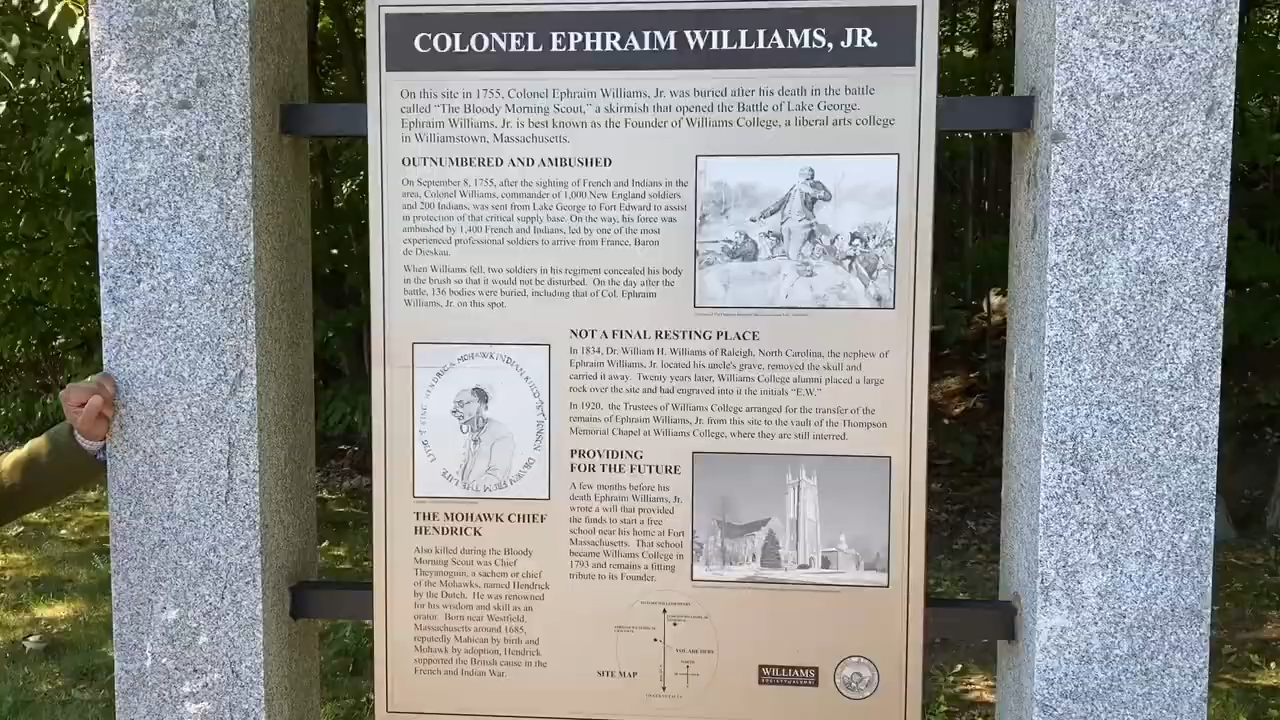 COLONEL EPHRAIM WILLIAMS, JR.
On this site in 1755, Colonel Ephraim Williams, Jr. was buried after his death in the battle
called “The Bloody Morning Scout,” a skirmish that opened the Battle of Lake George.
Ephraim Williams, Jr. is best known as the Founder of Williams College, a liberal arts college
in Williamstown, Massachusetts.
OUTNUMBERED AND AMBUSHED
On September 8, 1755, after the sighting of French and Indians in the
area, Colonel Williams, commander of 1,000 New England soldiers
and 200 Indians, was sent from Lake George to Fort Edward to assist
in protection of that critical supply base. On the way, his force was
ambushed by 1,400 French and Indians, led by one of the most
experienced professional soldiers to arrive from France, Baron
de Dieskau.
When Williams fell, two soldiers in his regiment concealed his body
in the brush so that it would not be disturbed. On the day after the
battle, 136 bodies were buried, including that of Col. Ephraim
Williams, Jr. on this spot.
NOT A FINAL RESTING PLACE
In 1834, Dr. William H. Williams of Raleigh, North Carolina, the nephew of
Ephraim Williams, Jr. located his uncle's grave, removed the skull and
carried it away. Twenty years later, Williams College alumni placed a large
rock over the site and had engraved into it the initials “E.W.”
In 1920, the Trustees of Williams College arranged for the transfer of the
remains of Ephraim Williams, Jr. from this site to the vault of the Thompson
Memorial Chapel at Williams College, where they are still interred.
PROVIDING
FOR THE FUTURE
A few months before his
death Ephraim Williams, Jr.
wrote a will that provided
the funds to start a free
school near his home at Fort
Massachusetts. That school
became Williams College in
1793 and remains a fitting
tribute to its Founder.
THE MOHAWK CHIEF
HENDRICK
Also killed during the Bloody
Morning Scout was Chief
Theyanoguin, a sachem or chief
of the Mohawks, named Hendrick
by the Dutch. He was renowned
for his wisdom and skill as an
orator. Born near Westfield,
Massachusetts around 1685,
reputedly Mahican by birth and
Mohawk by adoption, Hendrick
supported the British cause in the
French and Indian War.
YOU ARE HERE
NORTH
SITE MAP
WILLIAMS
SOCIETY of ALUMNI